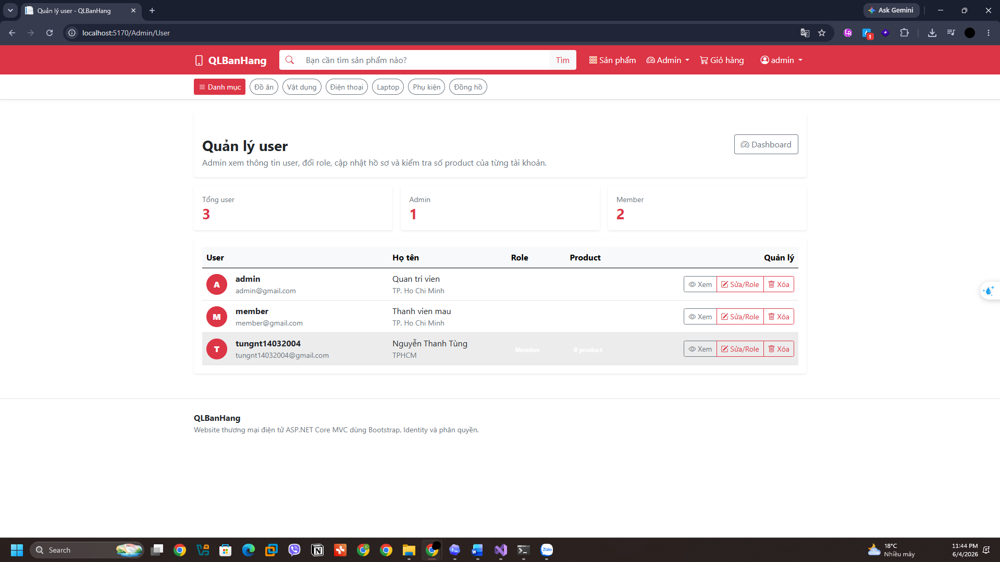 Quản lý user - QLBanHang
Ask Gemini
localhost:5170/Admin/User
1
QLBanHang
Bạn cần tìm sản phẩm nào?
Tìm
Sản phẩm
Admin
Giỏ hàng
admin
Danh mục
Đồ ăn
Vật dụng
Điện thoại
Laptop
Phụ kiện
Đồng hồ
Quản lý user
Admin xem thông tin user, đổi role, cập nhật hồ sơ và kiểm tra số product của từng tài khoản.
Dashboard
Tổng user
3
Admin
1
Member
2
User Họ tên Role Product Quản lý
A
admin
admin@gmail.com
Quan tri vien
TP. Ho Chi Minh
Xem Sửa/Role Xóa
M
member
member@gmail.com
Thanh vien mau
TP. Ho Chi Minh
Xem Sửa/Role Xóa
T
tungnt14032004
tungnt14032004@gmail.com
Nguyễn Thanh Tùng
TPHCM
Member
0 product
Xem Sửa/Role Xóa
QLBanHang
Website thương mại điện tử ASP.NET Core MVC dùng Bootstrap, Identity và phân quyền.
Search
Zalo
18°C
Nhiều mây
11:44 PM
6/4/2026